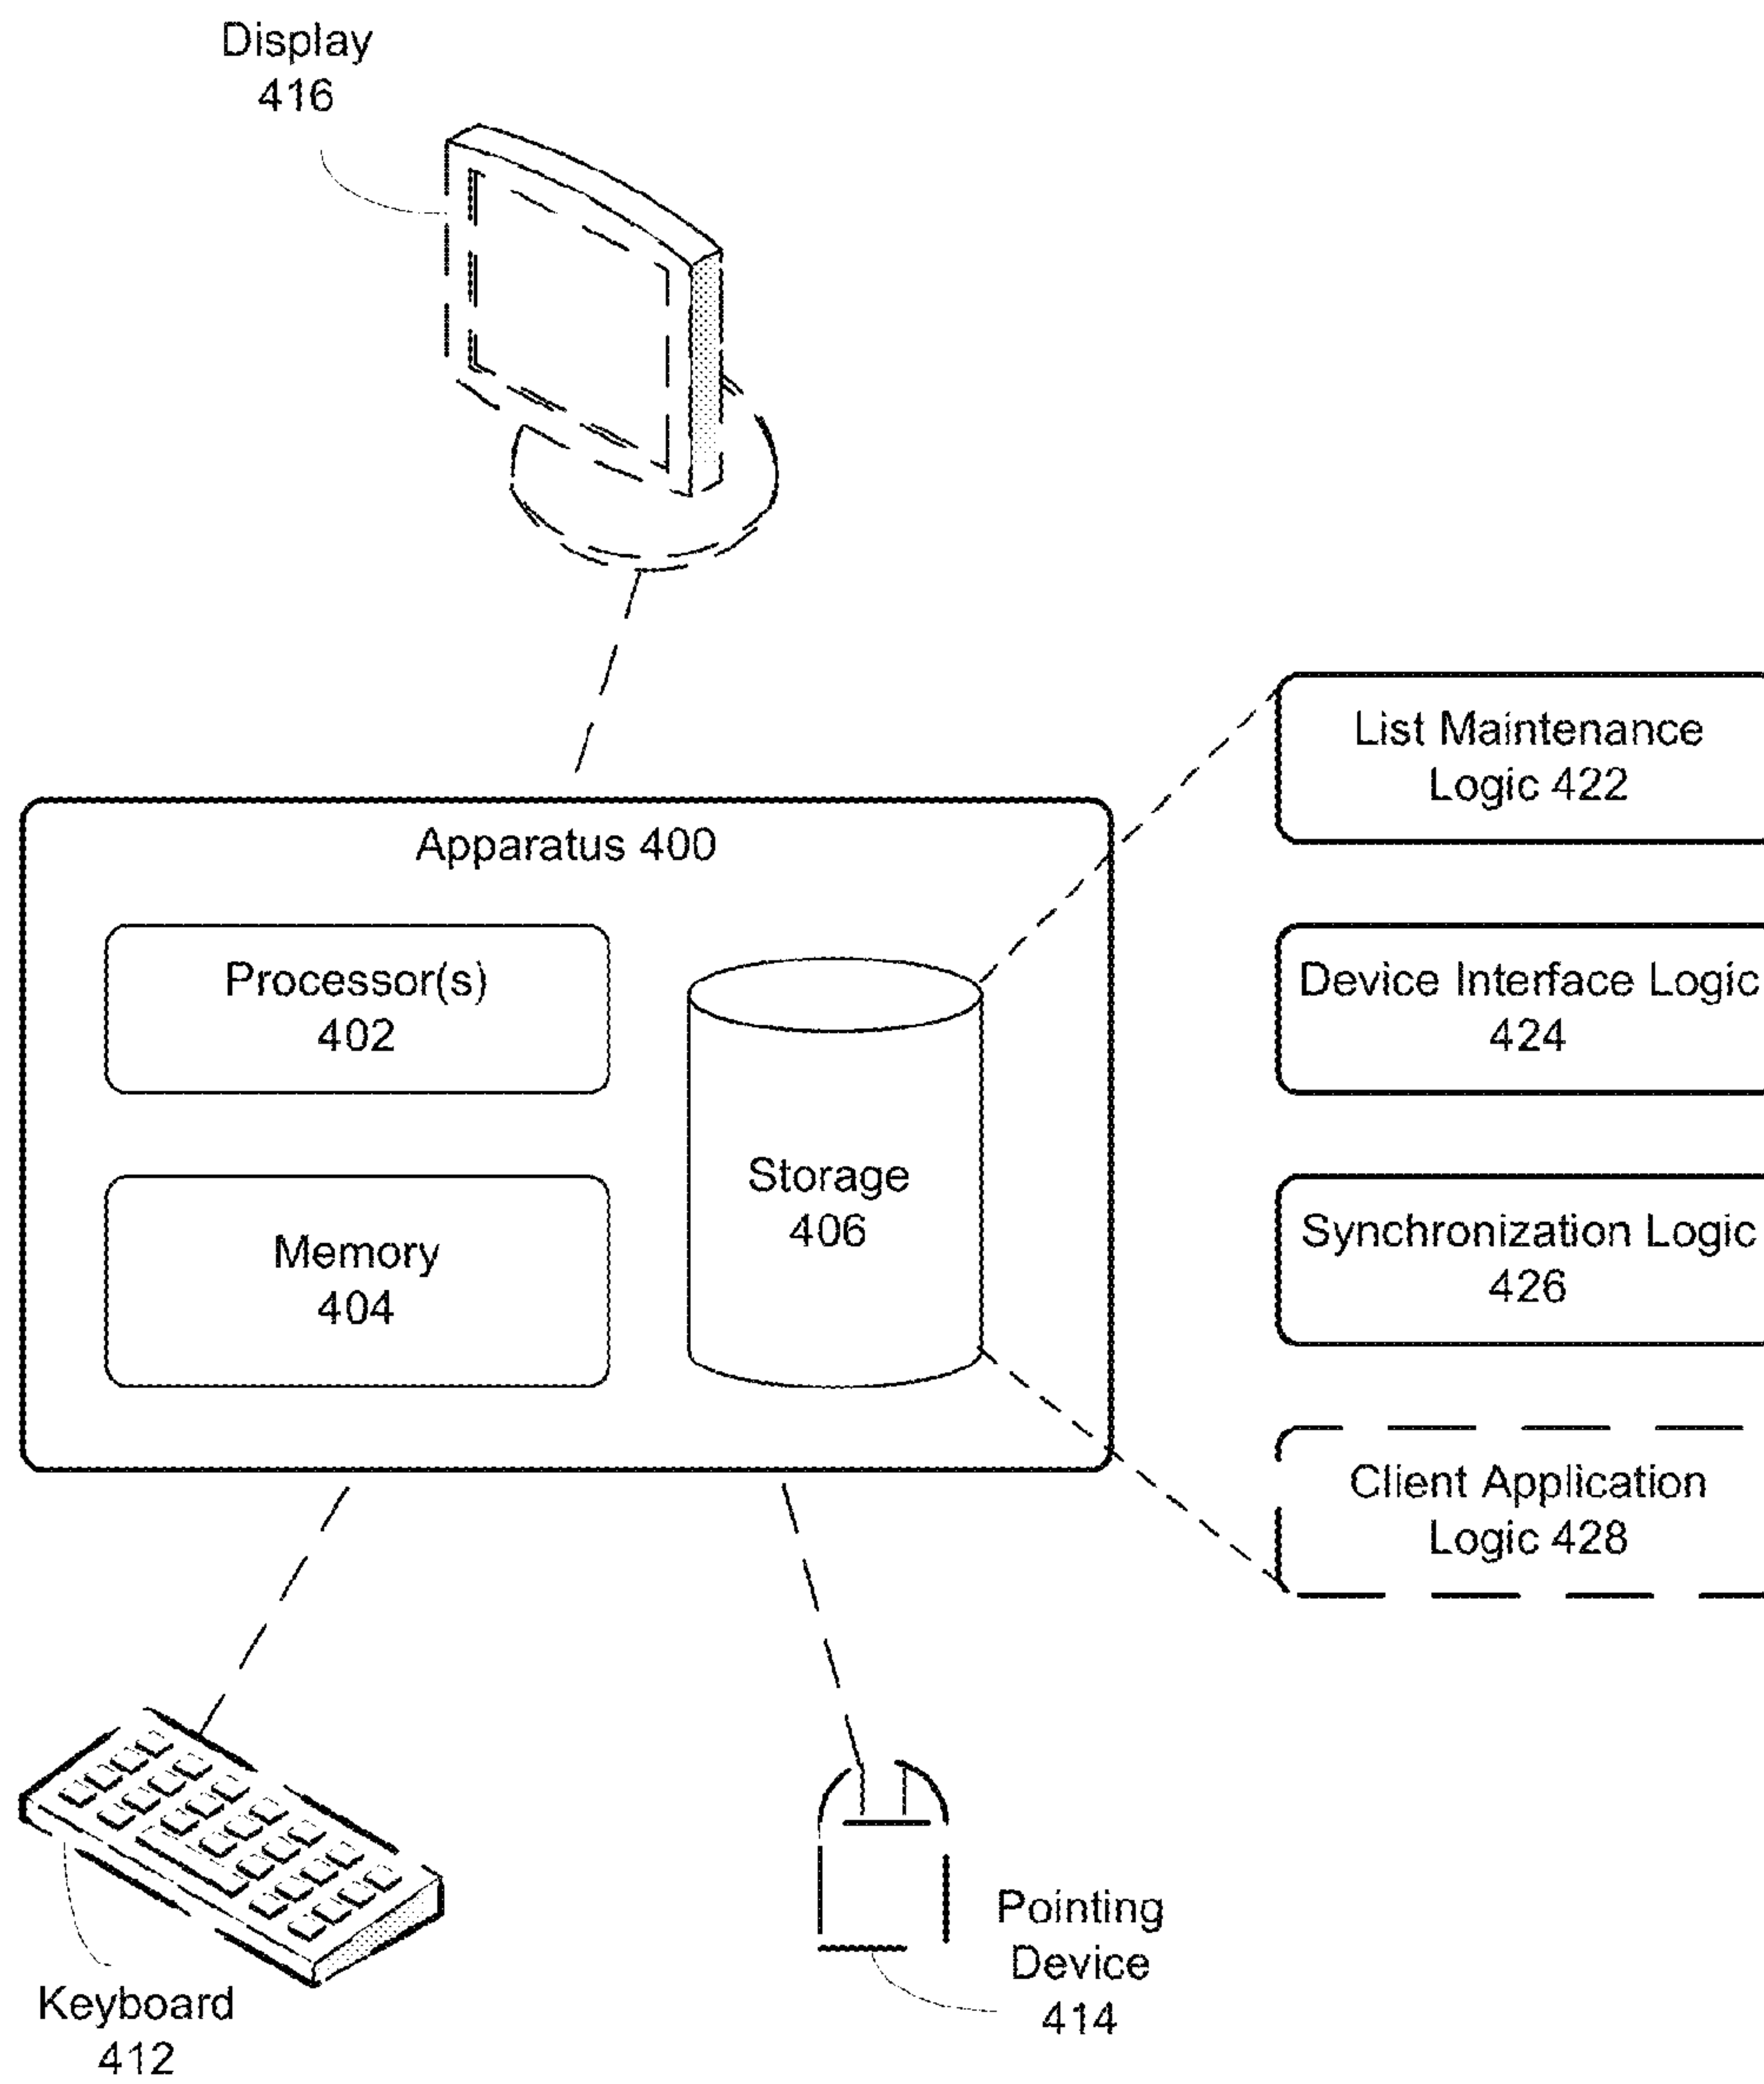 Display
416
List Maintenance
Logic 422
Apparatus 400
Processor(s)
402
Device Interface Logic
424
Storage
406
Memory
404
Synchronization Logic
426
Client Application
Logic 428
Pointing
Device
414
Keyboard
412